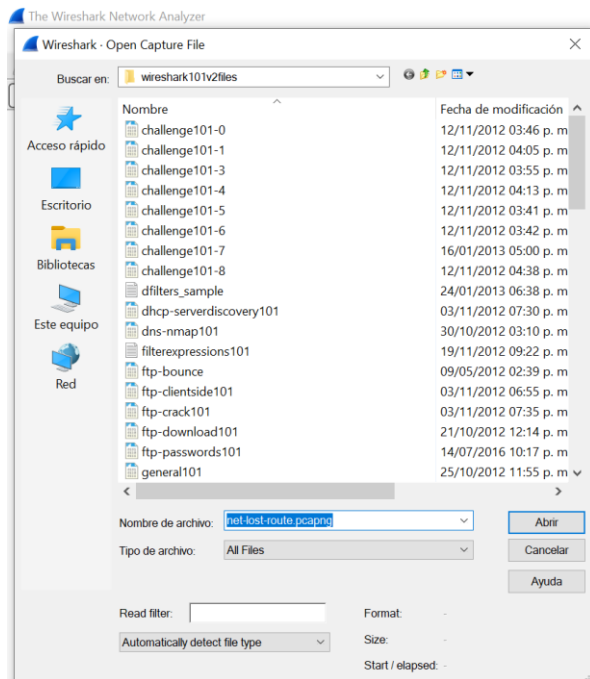 The Wireshark Network Analyzer
Wireshark · Open Capture File
Buscar en: wireshark101v2files
Nombre Fecha de modificación
challenge101-0 12/11/2012 03:46 p. m
challenge101-1 12/11/2012 04:05 p. m
challenge101-3 12/11/2012 03:55 p. m
challenge101-4 12/11/2012 04:13 p. m
challenge101-5 12/11/2012 03:41 p. m
challenge101-6 12/11/2012 03:42 p. m
challenge101-7 16/01/2013 05:00 p. m
challenge101-8 12/11/2012 04:38 p. m
dfilters_sample 24/01/2013 06:38 p. m
dhcp-serverdiscovery101 03/11/2012 07:30 p. m
dns-nmap101 30/10/2012 03:10 p. m
filterexpressions101 19/11/2012 09:22 p. m
ftp-bounce 09/05/2012 02:39 p. m
ftp-clientside101 03/11/2012 06:55 p. m
ftp-crack101 03/11/2012 07:35 p. m
ftp-download101 21/10/2012 12:14 p. m
ftp-passwords101 14/07/2016 10:17 p. m
general101 25/10/2012 11:55 p. m
Acceso rápido
Escritorio
Bibliotecas
Este equipo
Red
Nombre de archivo: net-lost-route.pcapng Abrir
Tipo de archivo: All Files Cancelar
Ayuda
Read filter: Format: -
Automatically detect file type Size: -
Start / elapsed: -